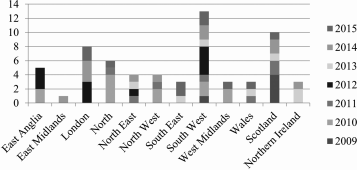 14
12
10
8
6
4
2
0
East Anglia
East Midlands
London
North
North East
North West
South East
South West
West Midlands
Wales
Scotland
Northern Ireland
2015
2014
2013
2012
2011
2010
2009